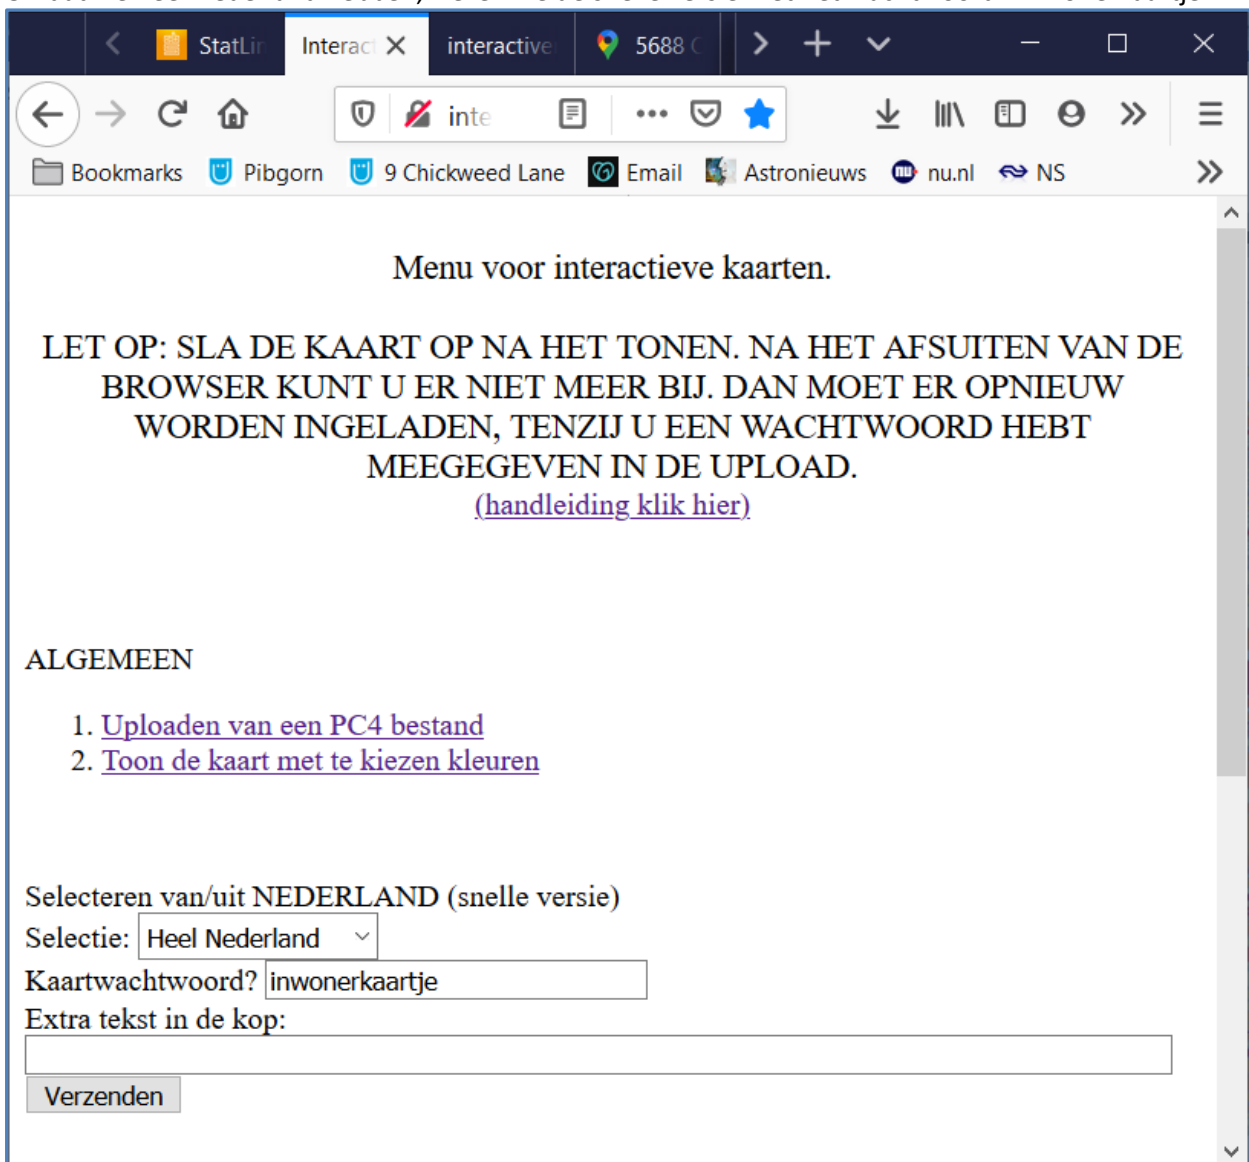 StatLin
Interact
interactive
5688 C
inte
Bookmarks Pibgorn 9 Chickweed Lane Email Astronieuws nu.nl NS
Menu voor interactieve kaarten.
LET OP: SLA DE KAART OP NA HET TONEN. NA HET AFSUITEN VAN DE
BROWSER KUNT U ER NIET MEER BIJ. DAN MOET ER OPNIEUW
WORDEN INGELADEN, TENZIJ U EEN WACHTWOORD HEBT
MEEGEGEVEN IN DE UPLOAD.
(handleiding klik hier)
ALGEMEEN
1. Uploaden van een PC4 bestand
2. Toon de kaart met te kiezen kleuren
Selecteren van/uit NEDERLAND (snelle versie)
Selectie: Heel Nederland
Kaartwachtwoord? inwonerkaartje
Extra tekst in de kop:
Verzenden